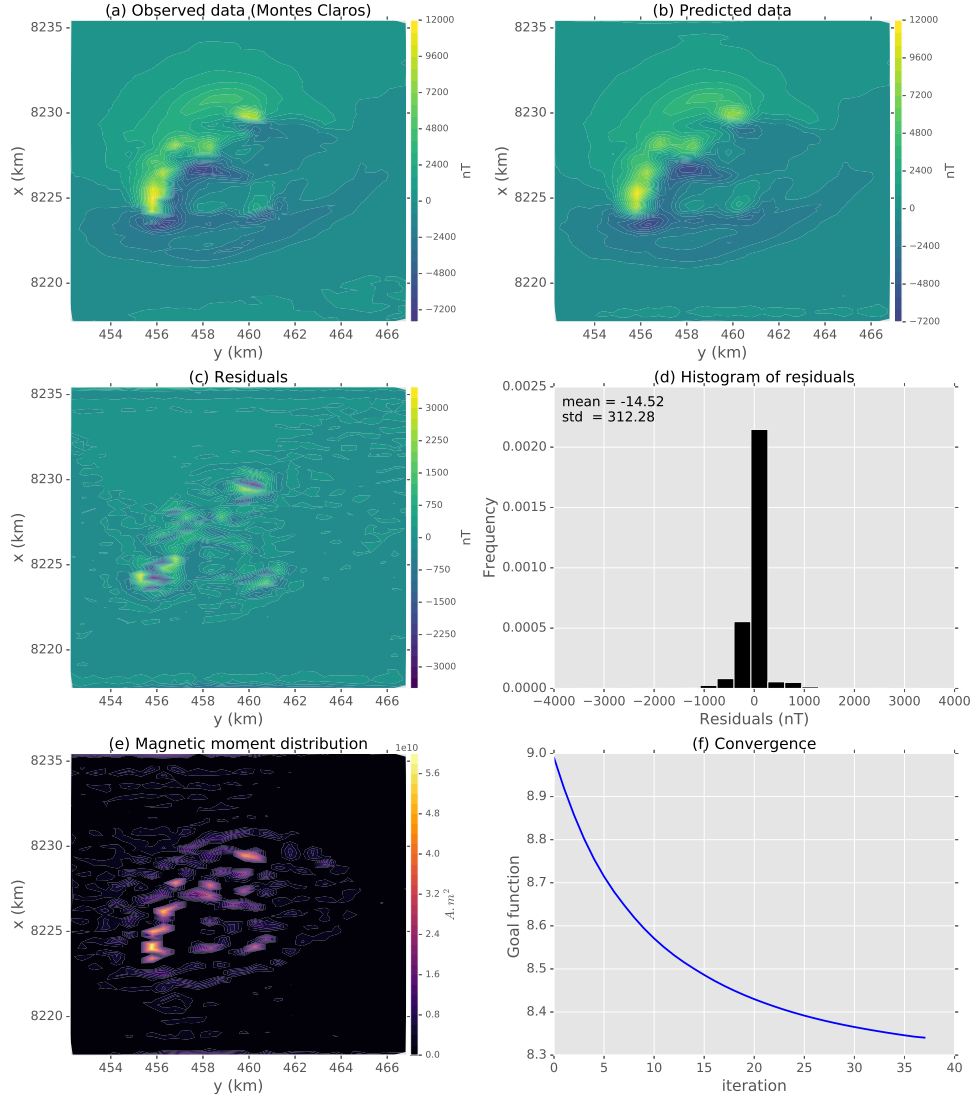 (a) Observed data (Montes Claros)
8235
8230
8225
8220
x (km)
454 456 458 460 462 464 466
y (km)
12000
9600
7200
4800
2400
0
−2400
−4800
−7200
nT
(b) Predicted data
8235
8230
8225
8220
x (km)
454 456 458 460 462 464 466
y (km)
12000
9600
7200
4800
2400
0
−2400
−4800
−7200
nT
(c) Residuals
8235
8230
8225
8220
x (km)
454 456 458 460 462 464 466
y (km)
3000
2250
1500
750
0
−750
−1500
−2250
−3000
nT
(d) Histogram of residuals
mean = -14.52
std = 312.28
0.0025
0.0020
0.0015
0.0010
0.0005
0.0000
Frequency
−4000 −3000 −2000 −1000 0 1000 2000 3000 4000
Residuals (nT)
(e) Magnetic moment distribution
8235
8230
8225
8220
x (km)
454 456 458 460 462 464 466
y (km)
1e10
5.6
4.8
4.0
3.2
2.4
1.6
0.8
0.0
A.m²
(f) Convergence
9.0
8.9
8.8
8.7
8.6
8.5
8.4
8.3
Goal function
0 5 10 15 20 25 30 35 40
iteration